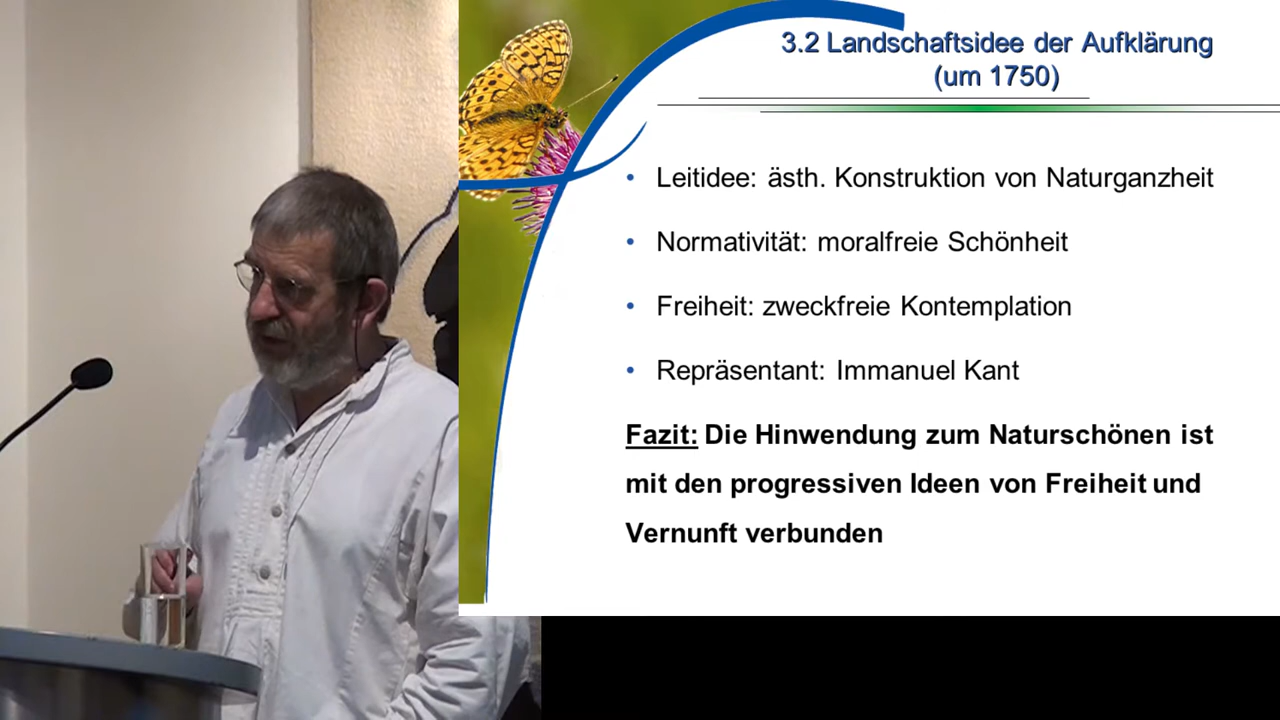 3.2 Landschaftsidee der Aufklärung
(um 1750)
• Leitidee: ästh. Konstruktion von Naturganzheit
• Normativität: moralfreie Schönheit
• Freiheit: zweckfreie Kontemplation
• Repräsentant: Immanuel Kant
Fazit: Die Hinwendung zum Naturschönen ist
mit den progressiven Ideen von Freiheit und
Vernunft verbunden